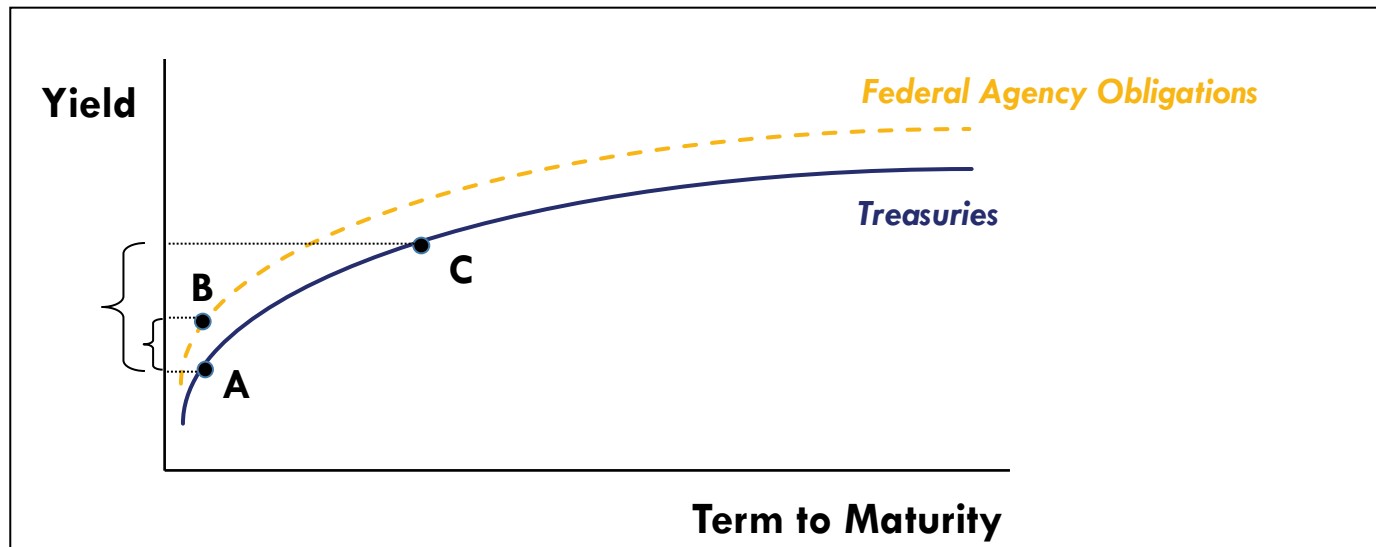 Federal Agency Obligations
Yield
Treasuries
C
B
A
Term to Maturity